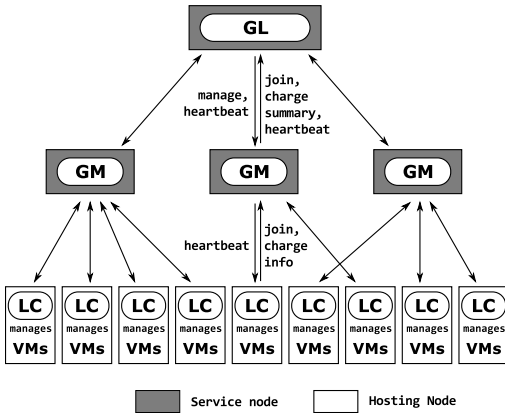 GL
manage,
heartbeat
join,
charge
summary,
heartbeat
GM
GM
GM
heartbeat
join,
charge
info
LC LC LC LC LC LC LC LC LC
manages manages manages manages manages manages manages manages manages
VMs VMs VMs VMs VMs VMs VMs VMs VMs
Service node
Hosting Node